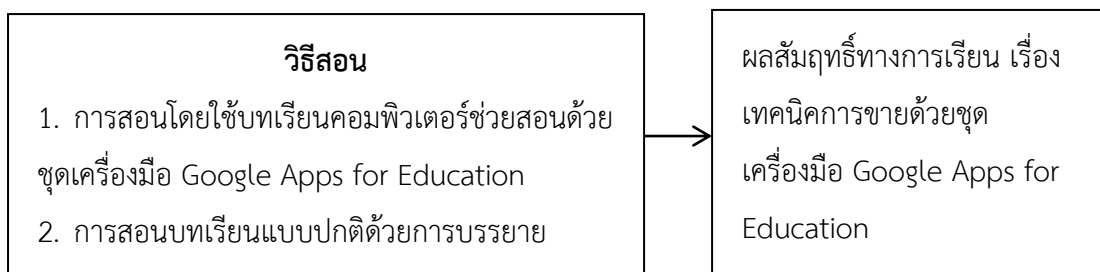 วิธีสอน
1. การสอนโดยใช้บทเรียนคอมพิวเตอร์ช่วยสอนด้วย
ชุดเครื่องมือ Google Apps for Education
2. การสอนบทเรียนแบบปกติด้วยการบรรยาย
ผลสัมฤทธิ์ทางการเรียน เรื่อง
เทคนิคการขายด้วยชุด
เครื่องมือ Google Apps for
Education